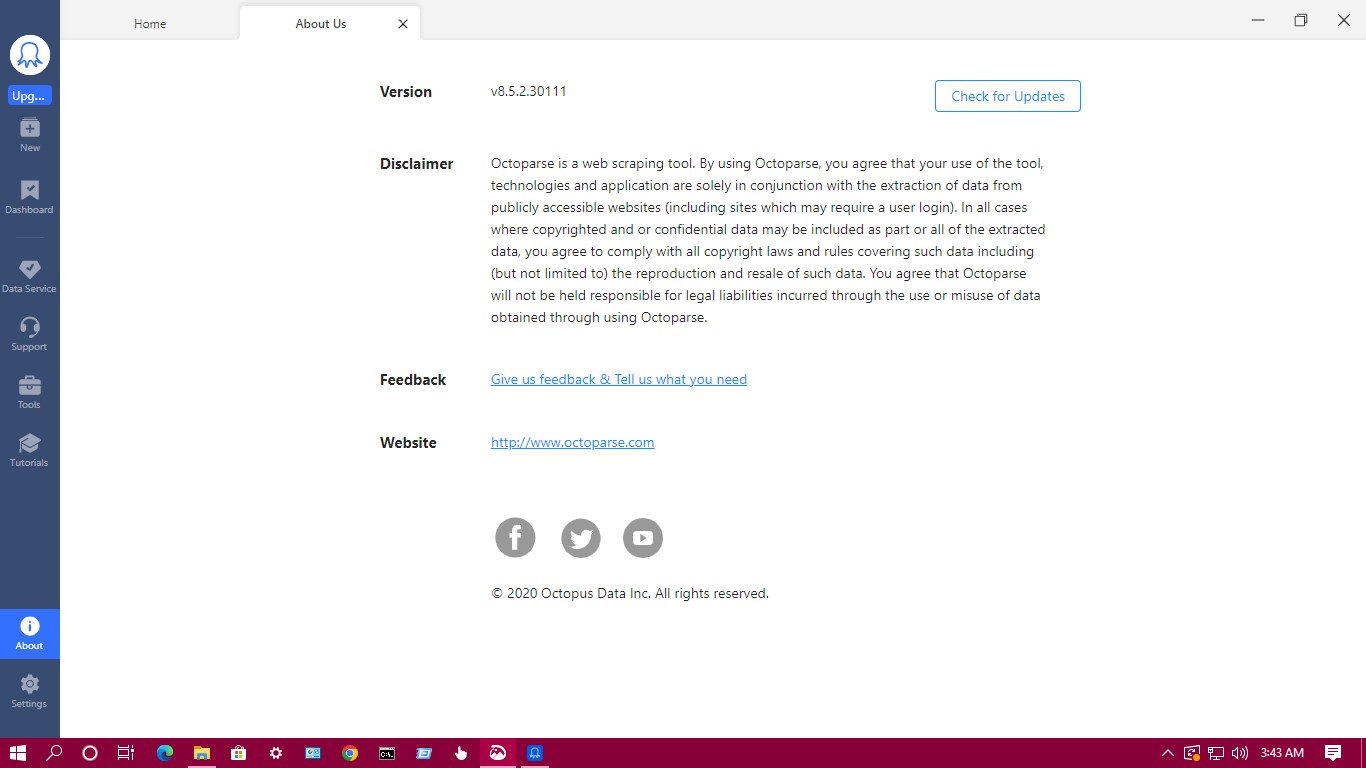 Home
About Us
Upg...
New
Dashboard
Data Service
Support
Tools
Tutorials
About
Settings
Version
v8.5.2.30111
Check for Updates
Disclaimer
Octoparse is a web scraping tool. By using Octoparse, you agree that your use of the tool,
technologies and application are solely in conjunction with the extraction of data from
publicly accessible websites (including sites which may require a user login). In all cases
where copyrighted and or confidential data may be included as part or all of the extracted
data, you agree to comply with all copyright laws and rules covering such data including
(but not limited to) the reproduction and resale of such data. You agree that Octoparse
will not be held responsible for legal liabilities incurred through the use or misuse of data
obtained through using Octoparse.
Feedback
Give us feedback & Tell us what you need
Website
http://www.octoparse.com
© 2020 Octopus Data Inc. All rights reserved.
3:43 AM